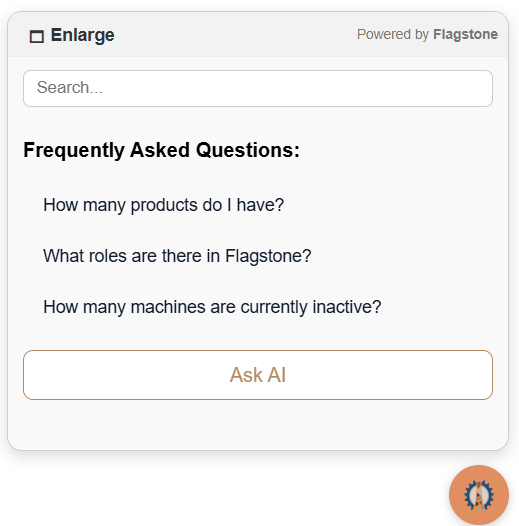 Enlarge
Powered by Flagstone
Search...
Frequently Asked Questions:
How many products do I have?
What roles are there in Flagstone?
How many machines are currently inactive?
Ask AI